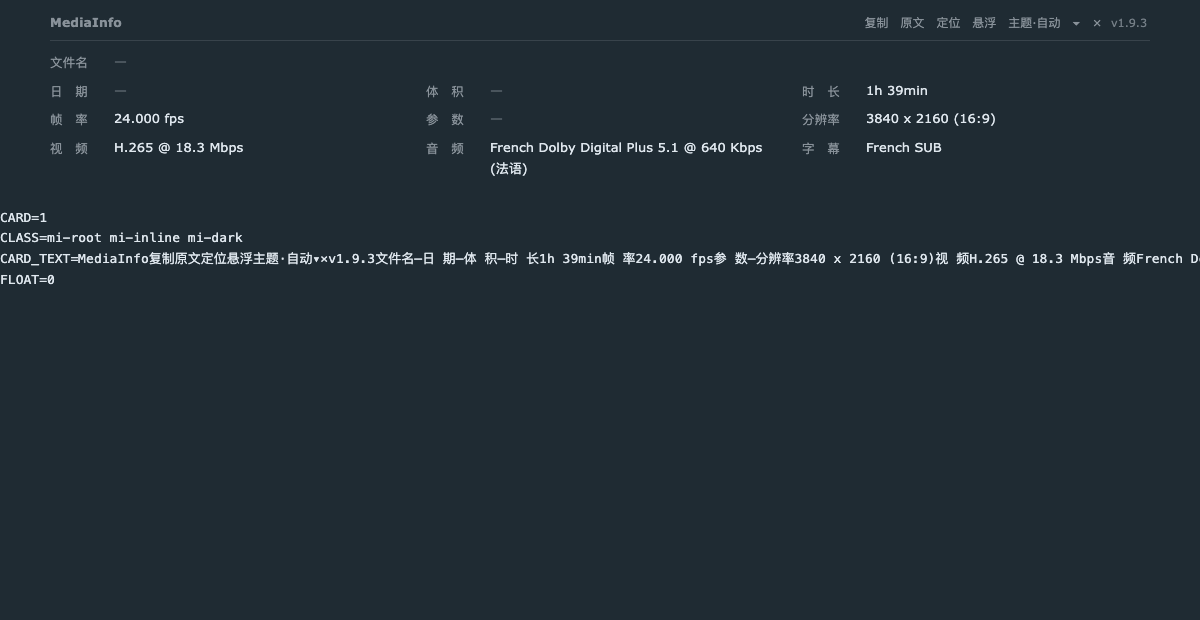 MediaInfo 复制 原文 定位 悬浮 主题·自动 ▾ × v1.9.3
文件名 —
日 期 — 体 积 — 时 长 1h 39min
帧 率 24.000 fps 参 数 — 分辨率 3840 x 2160 (16:9)
视 频 H.265 @ 18.3 Mbps 音 频 French Dolby Digital Plus 5.1 @ 640 Kbps 字 幕 French SUB
(法语)
CARD=1
CLASS=mi-root mi-inline mi-dark
CARD_TEXT=MediaInfo复制原文定位悬浮主题·自动▾×v1.9.3文件名—日 期—体 积—时 长1h 39min帧 率24.000 fps参 数—分辨率3840 x 2160 (16:9)视 频H.265 @ 18.3 Mbps音 频French D
FLOAT=0